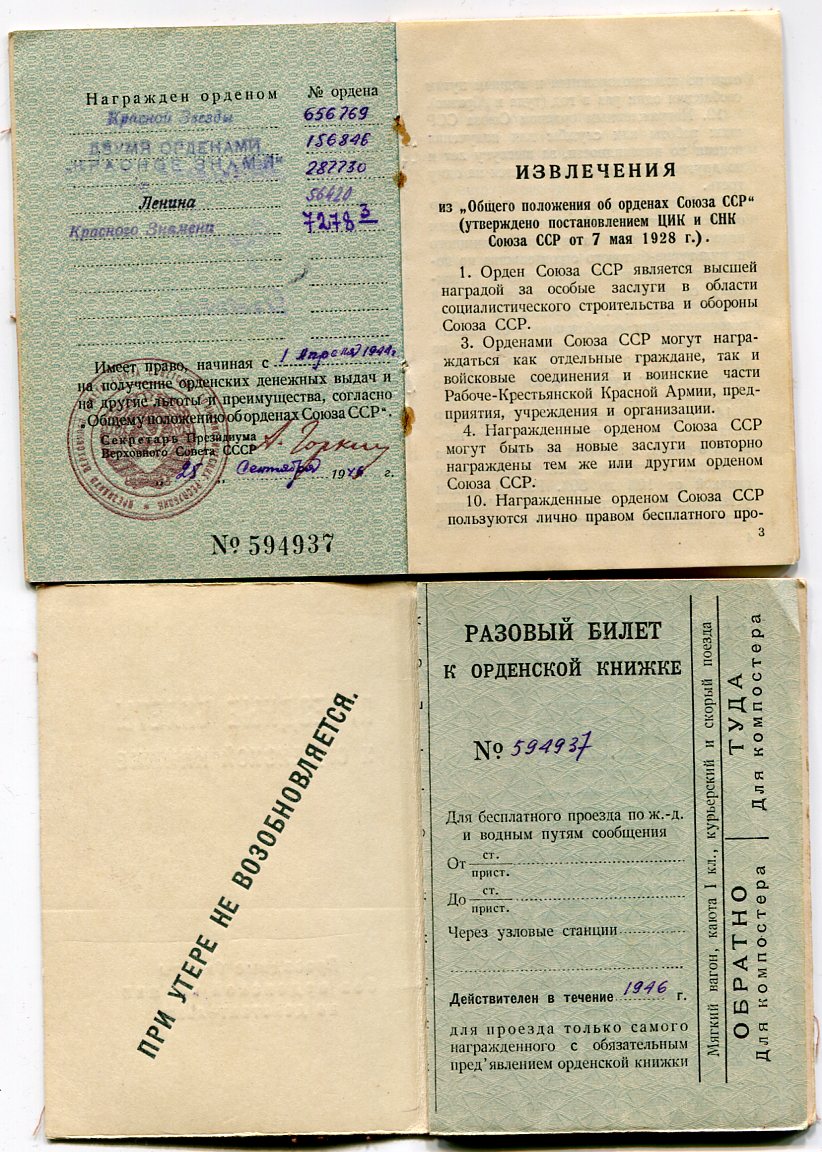 Награжден орденом № ордена
Красной Звезды 656769
ДВУМЯ ОРДЕНАМИ 156846
„КРАСНОЕ ЗНАМЯ“ 287730
Ленина 56420
Красного Знамени 7278 3
Имеет право, начиная с 1 Апреля 1944г.
на получение орденских денежных выдач и
на другие льготы и преимущества, согласно
„Общему положению об орденах Союза ССР“.
Секретарь Президиума
Верховного Совета СССР А. Горкин
„25„ Сентября 1946 г.
№ 594937
ИЗВЛЕЧЕНИЯ
из „Общего положения об орденах Союза ССР“
(утверждено постановлением ЦИК и СНК
Союза ССР от 7 мая 1928 г.).
1. Орден Союза ССР является высшей
наградой за особые заслуги в области
социалистического строительства и обороны
Союза ССР.
3. Орденами Союза ССР могут награ-
ждаться как отдельные граждане, так и
войсковые соединения и воинские части
Рабоче-Крестьянской Красной Армии, пред-
приятия, учреждения и организации.
4. Награжденные орденом Союза ССР
могут быть за новые заслуги повторно
награждены тем же или другим орденом
Союза ССР.
10. Награжденные орденом Союза ССР
пользуются лично правом бесплатного про-
3
ПРИ УТЕРЕ НЕ ВОЗОБНОВЛЯЕТСЯ.
РАЗОВЫЙ БИЛЕТ
К ОРДЕНСКОЙ КНИЖКЕ
№ 594937
Для бесплатного проезда по ж.-д.
и водным путям сообщения
От ст.
прист.
До ст.
прист.
Через узловые станции
Действителен в течение 1946 г.
для проезда только самого
награжденного с обязательным
пред'явлением орденской книжки
Мягкий вагон, каюта I кл., курьерский и скорый поезда
ОБРАТНО
Для компостера
ТУДА
Для компостера